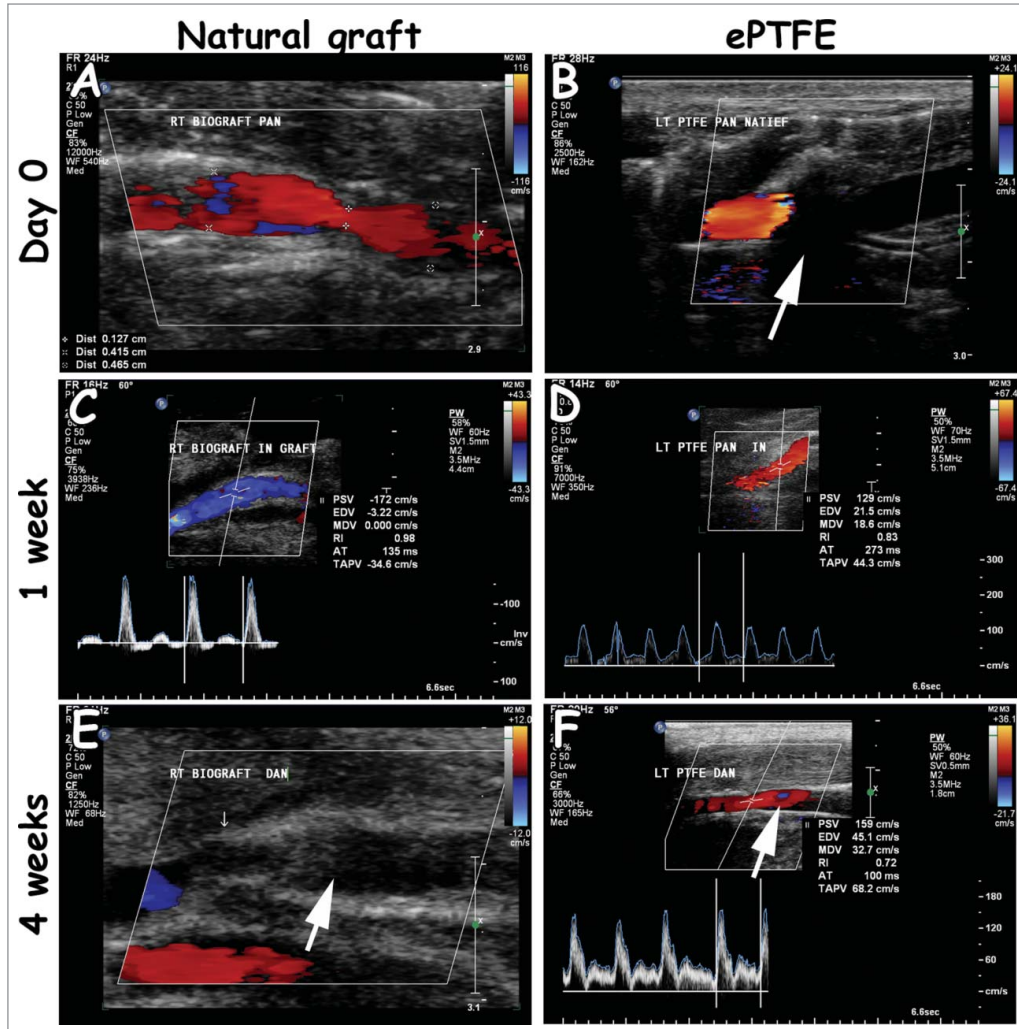 Natural graft
ePTFE
Day 0
A
FR 24Hz
R1
C 50
P Low
Gen
CF
83%
12000Hz
WF 540Hz
Med
RT BIOGRAFT PAN
M2 M3
116
-116
cm/s
x
Dist 0.127 cm
Dist 0.415 cm
Dist 0.465 cm
2.9
B
FR 28Hz
C 50
P Low
Gen
CF
86%
2500Hz
WF 162Hz
Med
LT PTFE PAN NATIEF
M2 M3
+24.1
-24.1
cm/s
x
3.0
1 week
C
FR 16Hz
60°
C 50
P Low
Gen
CF
75%
3938Hz
WF 236Hz
Med
RT BIOGRAFT IN GRAFT
M2 M3
+43.3
-43.3
cm/s
PW
58%
WF 60Hz
SV1.5mm
M2
3.5MHz
4.4cm
PSV -172 cm/s
EDV -3.22 cm/s
MDV 0.000 cm/s
RI 0.98
AT 135 ms
TAPV -34.6 cm/s
-100
Inv
cm/s
100
6.6sec
D
FR 14Hz
60°
C 50
P Low
Gen
CF
91%
7000Hz
WF 350Hz
Med
LT PTFE PAN IN
M2 M3
+67.4
-67.4
cm/s
PW
50%
WF 70Hz
SV1.5mm
M2
3.5MHz
5.1cm
PSV 129 cm/s
EDV 21.5 cm/s
MDV 18.6 cm/s
RI 0.83
AT 273 ms
TAPV 44.3 cm/s
300
200
100
cm/s
6.6sec
4 weeks
E
72%
C 50
P Low
Gen
CF
82%
1250Hz
WF 68Hz
Med
RT BIOGRAFT DAN
M2 M3
+12.0
-12.0
cm/s
x
3.1
F
56°
C 50
P Low
Gen
CF
66%
3000Hz
WF 165Hz
Med
LT PTFE DAN
M2 M3
+36.1
-21.7
cm/s
x
PW
50%
WF 60Hz
SV0.5mm
M2
3.5MHz
1.8cm
PSV 159 cm/s
EDV 45.1 cm/s
MDV 32.7 cm/s
RI 0.72
AT 100 ms
TAPV 68.2 cm/s
180
120
60
cm/s
6.6sec